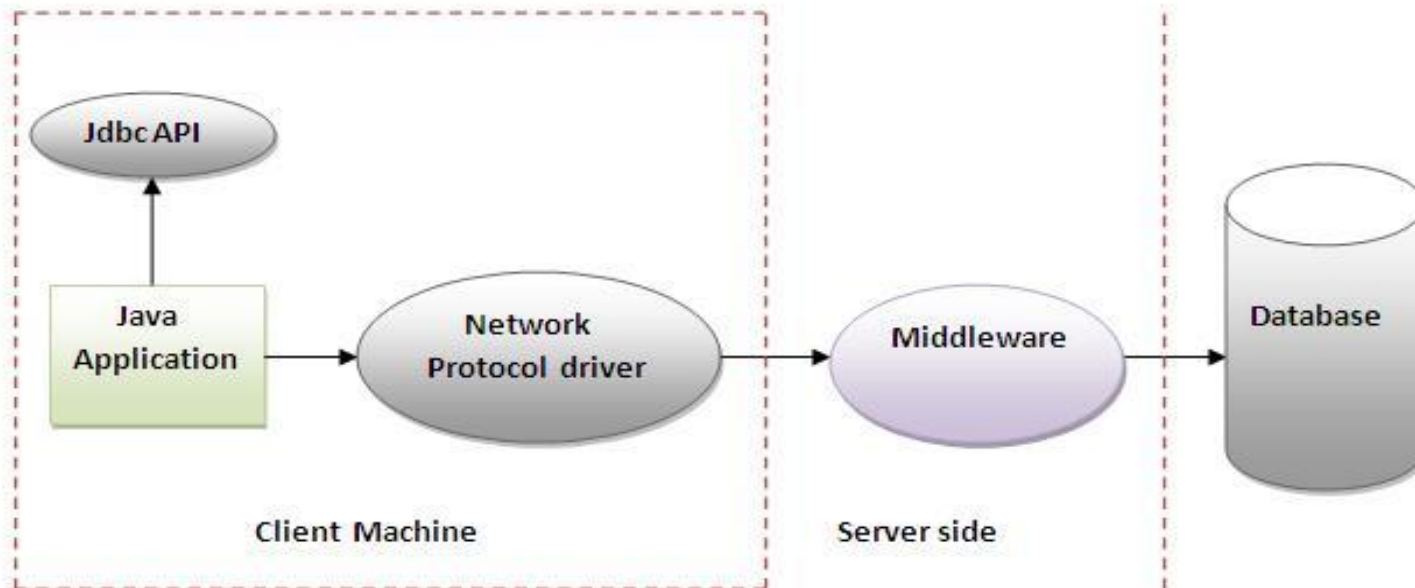 Jdbc API
Java
Application
Network
Protocol driver
Middleware
Database
Client Machine
Server side